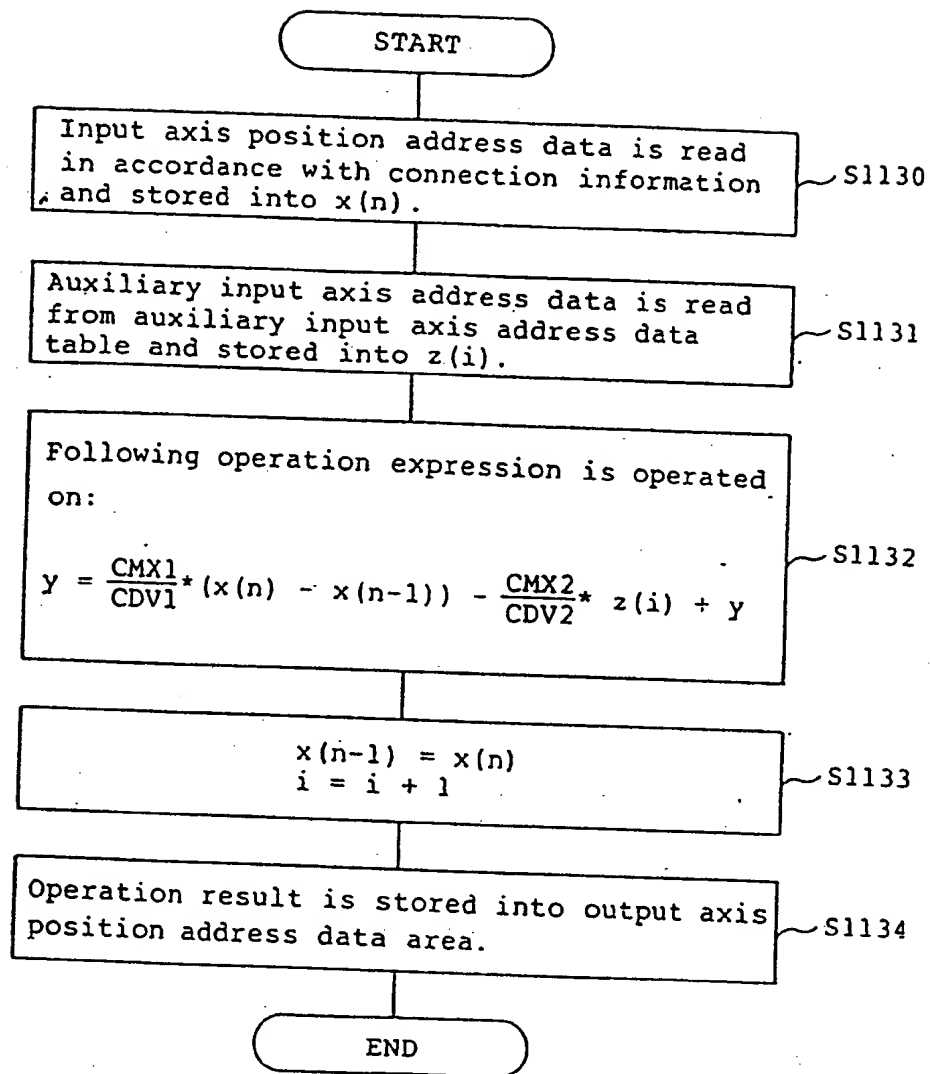 START
Input axis position address data is read
in accordance with connection information
and stored into x(n).
S1130
Auxiliary input axis address data is read
from auxiliary input axis address data
table and stored into z(i).
S1131
Following operation expression is operated
on:
y = CMX1/CDV1 * (x(n) - x(n-1)) - CMX2/CDV2 * z(i) + y
S1132
x(n-1) = x(n)
i = i + 1
S1133
Operation result is stored into output axis
position address data area.
S1134
END